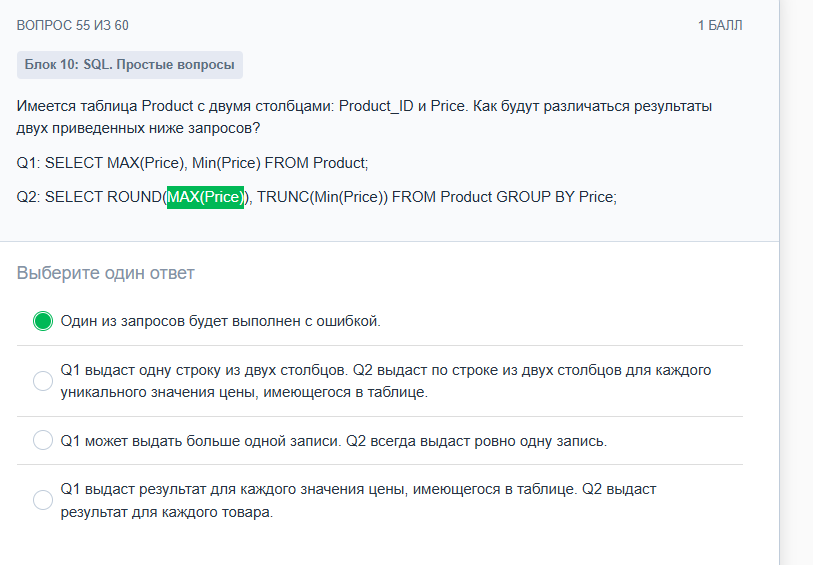 ВОПРОС 55 ИЗ 60
1 БАЛЛ
Блок 10: SQL. Простые вопросы
Имеется таблица Product с двумя столбцами: Product_ID и Price. Как будут различаться результаты
двух приведенных ниже запросов?
Q1: SELECT MAX(Price), Min(Price) FROM Product;
Q2: SELECT ROUND(MAX(Price)), TRUNC(Min(Price)) FROM Product GROUP BY Price;
Выберите один ответ
Один из запросов будет выполнен с ошибкой.
Q1 выдаст одну строку из двух столбцов. Q2 выдаст по строке из двух столбцов для каждого
уникального значения цены, имеющегося в таблице.
Q1 может выдать больше одной записи. Q2 всегда выдаст ровно одну запись.
Q1 выдаст результат для каждого значения цены, имеющегося в таблице. Q2 выдаст
результат для каждого товара.